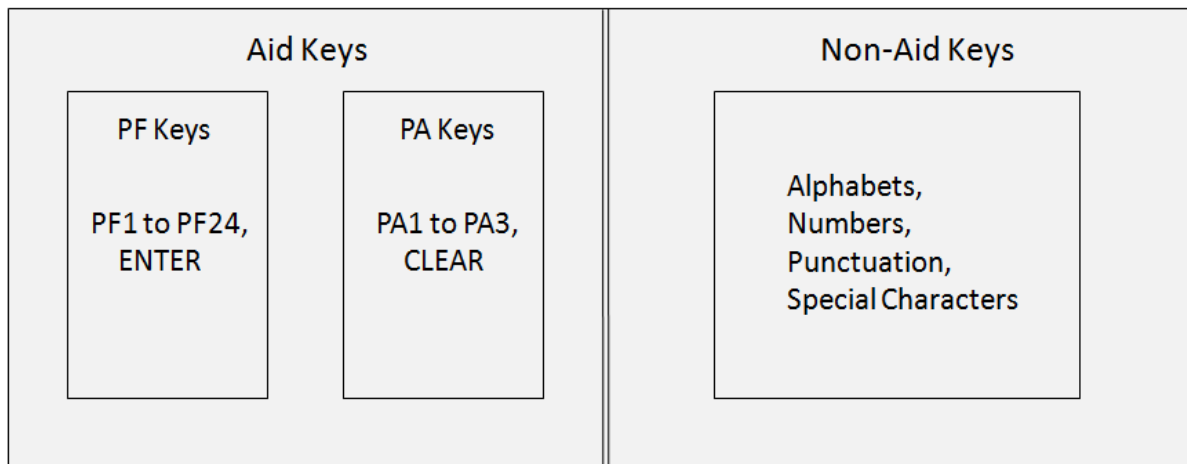 Aid Keys
PF Keys
PF1 to PF24,
ENTER
PA Keys
PA1 to PA3,
CLEAR
Non-Aid Keys
Alphabets,
Numbers,
Punctuation,
Special Characters